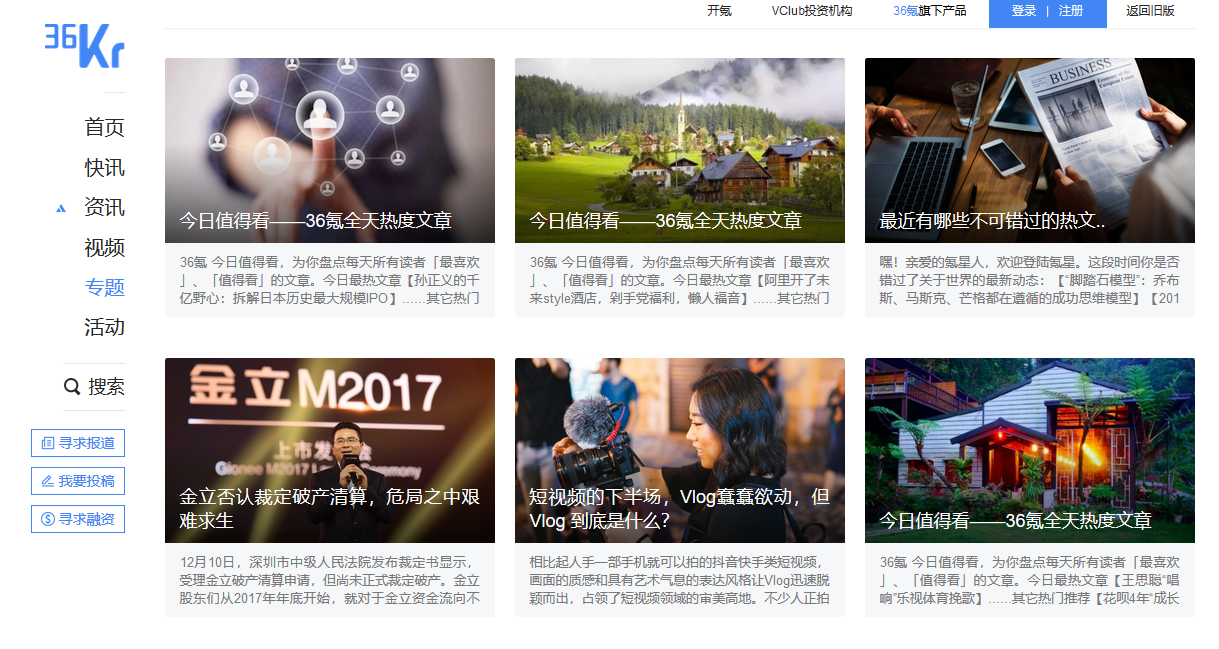 36Kr
开氪
VClub投资机构
36氪旗下产品
登录 | 注册
返回旧版
首页
快讯
资讯
视频
专题
活动
搜索
寻求报道
我要投稿
寻求融资
今日值得看——36氪全天热度文章
36氪 今日值得看，为你盘点每天所有读者「最喜欢
」、「值得看」的文章。今日最热文章【孙正义的千
亿野心：拆解日本历史最大规模IPO】......其它热门
今日值得看——36氪全天热度文章
36氪 今日值得看，为你盘点每天所有读者「最喜欢
」、「值得看」的文章。今日最热文章【阿里开了未
来style酒店，剁手党福利，懒人福音】......其它热门
BUSINESS
Economy of the
European Union
最近有哪些不可错过的热文..
嘿！亲爱的氪星人，欢迎登陆氪星。这段时间你是否
错过了关于世界的最新动态：【“脚踏石模型”：乔布
斯、马斯克、芒格都在遵循的成功思维模型】【201
金立M2017
上市发
Gionee M2017 L Ceremony
金立否认裁定破产清算，危局之中艰
难求生
12月10日，深圳市中级人民法院发布裁定书显示，
受理金立破产清算申请，但尚未正式裁定破产。金立
股东们从2017年年底开始，就对于金立资金流向不
短视频的下半场，Vlog蠢蠢欲动，但
Vlog 到底是什么？
相比起人手一部手机就可以拍的抖音快手类短视频，
画面的质感和具有艺术气息的表达风格让Vlog迅速脱
颖而出，占领了短视频领域的审美高地。不少人正拍
今日值得看——36氪全天热度文章
36氪 今日值得看，为你盘点每天所有读者「最喜欢
」、「值得看」的文章。今日最热文章【王思聪“唱
响”乐视体育挽歌】......其它热门推荐【花呗4年“成长